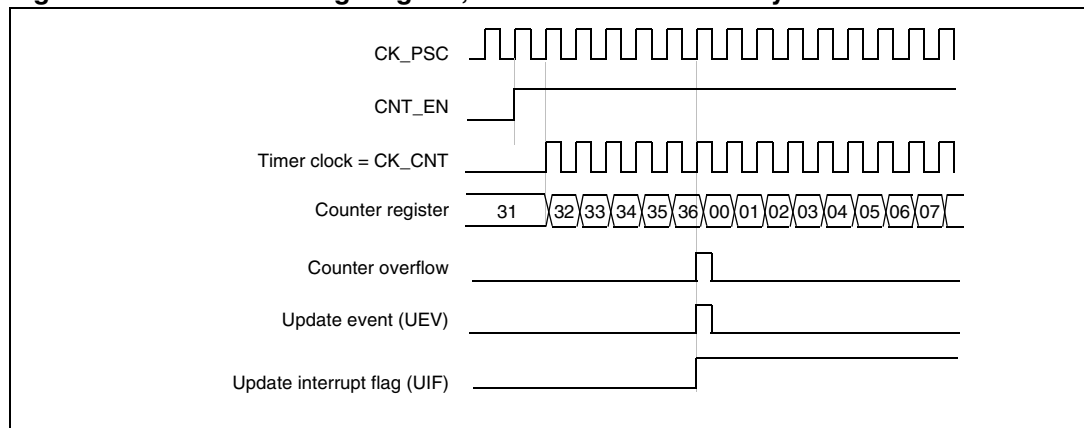 CK_PSC
CNT_EN
Timer clock = CK_CNT
Counter register 31 32 33 34 35 36 00 01 02 03 04 05 06 07
Counter overflow
Update event (UEV)
Update interrupt flag (UIF)